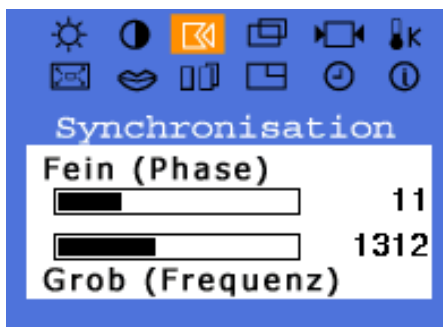 K
Synchronisation
Fein (Phase)
11
1312
Grob (Frequenz)